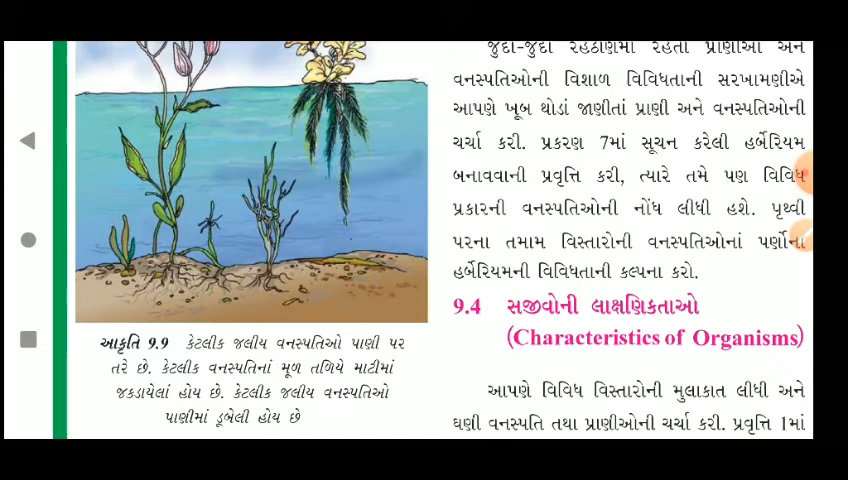 આકૃતિ 9.9 કેટલીક જલીય વનસ્પતિઓ પાણી પર
તરે છે. કેટલીક વનસ્પતિનાં મૂળ તળિયે માટીમાં
જકડાયેલાં હોય છે. કેટલીક જલીય વનસ્પતિઓ
પાણીમાં ડૂબેલી હોય છે
જુદા-જુદા રહેઠાણમાં રહેતાં પ્રાણીઓ અને
વનસ્પતિઓની વિશાળ વિવિધતાની સરખામણીએ
આપણે ખૂબ થોડાં જાણીતાં પ્રાણી અને વનસ્પતિઓની
ચર્ચા કરી. પ્રકરણ 7માં સૂચન કરેલી હર્બેરિયમ
બનાવવાની પ્રવૃત્તિ કરી, ત્યારે તમે પણ વિવિધ
પ્રકારની વનસ્પતિઓની નોંધ લીધી હશે. પૃથ્વી
પરના તમામ વિસ્તારોની વનસ્પતિઓનાં પર્ણોના
હર્બેરિયમની વિવિધતાની કલ્પના કરો.
9.4 સજીવોની લાક્ષણિકતાઓ
(Characteristics of Organisms)
આપણે વિવિધ વિસ્તારોની મુલાકાત લીધી અને
ઘણી વનસ્પતિ તથા પ્રાણીઓની ચર્ચા કરી. પ્રવૃત્તિ 1માં